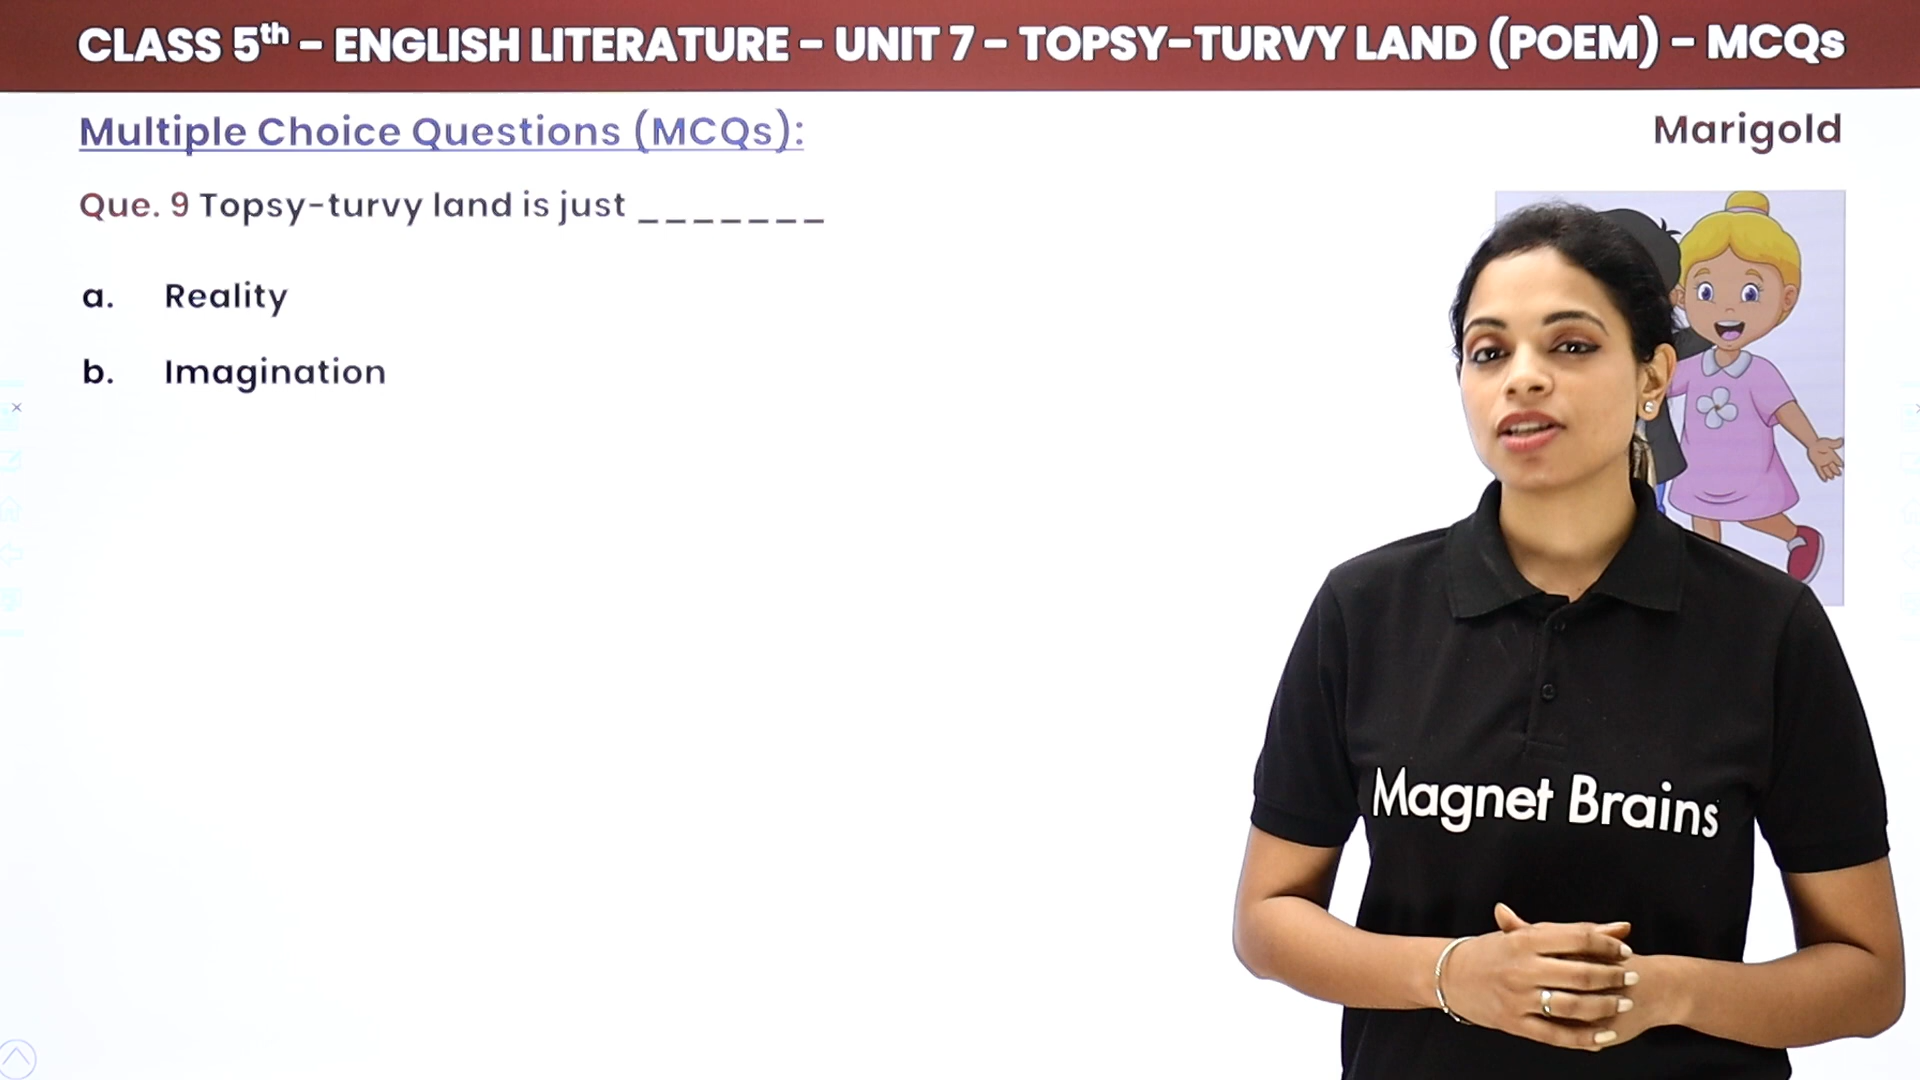 CLASS 5th – ENGLISH LITERATURE – UNIT 7 – TOPSY-TURVY LAND (POEM) – MCQs
Multiple Choice Questions (MCQs):
Marigold
Que. 9 Topsy-turvy land is just _______
a. Reality
b. Imagination
Magnet Brains